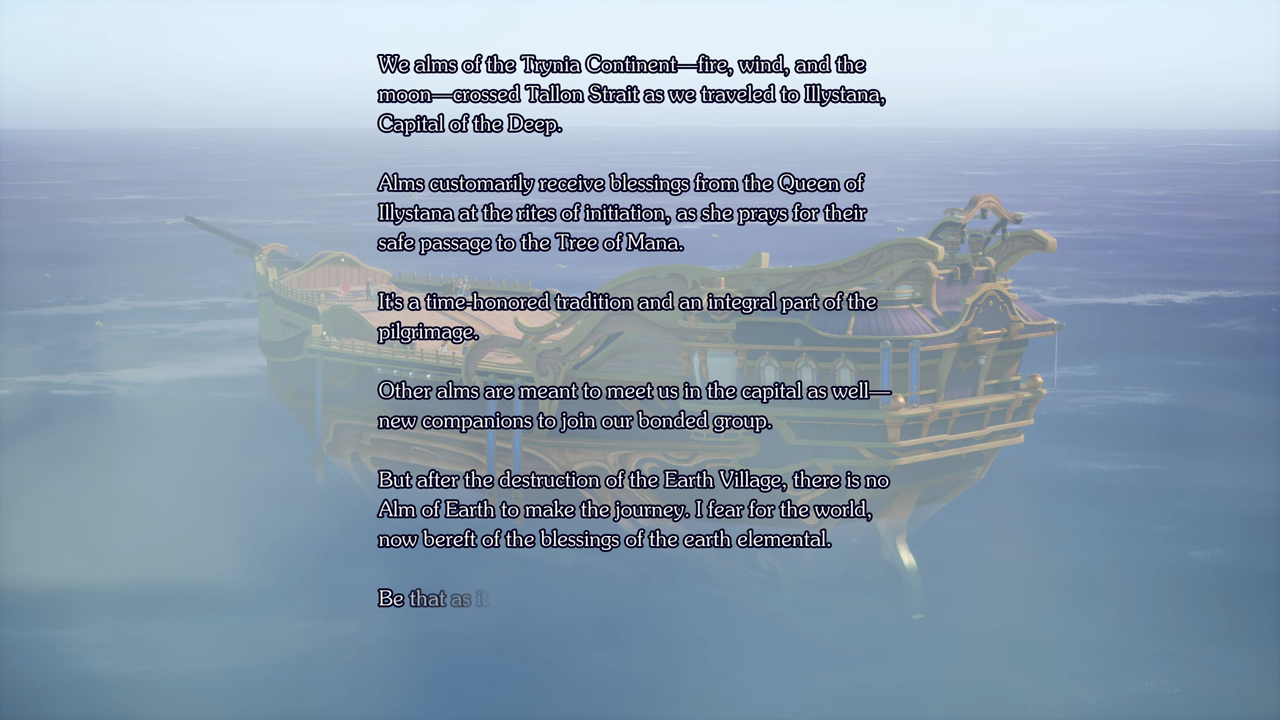 We alms of the Trynia Continent—fire, wind, and the
moon—crossed Tallon Strait as we traveled to Illystana,
Capital of the Deep.
Alms customarily receive blessings from the Queen of
Illystana at the rites of initiation, as she prays for their
safe passage to the Tree of Mana.
It's a time-honored tradition and an integral part of the
pilgrimage.
Other alms are meant to meet us in the capital as well—
new companions to join our bonded group.
But after the destruction of the Earth Village, there is no
Alm of Earth to make the journey. I fear for the world,
now bereft of the blessings of the earth elemental.
Be that as it